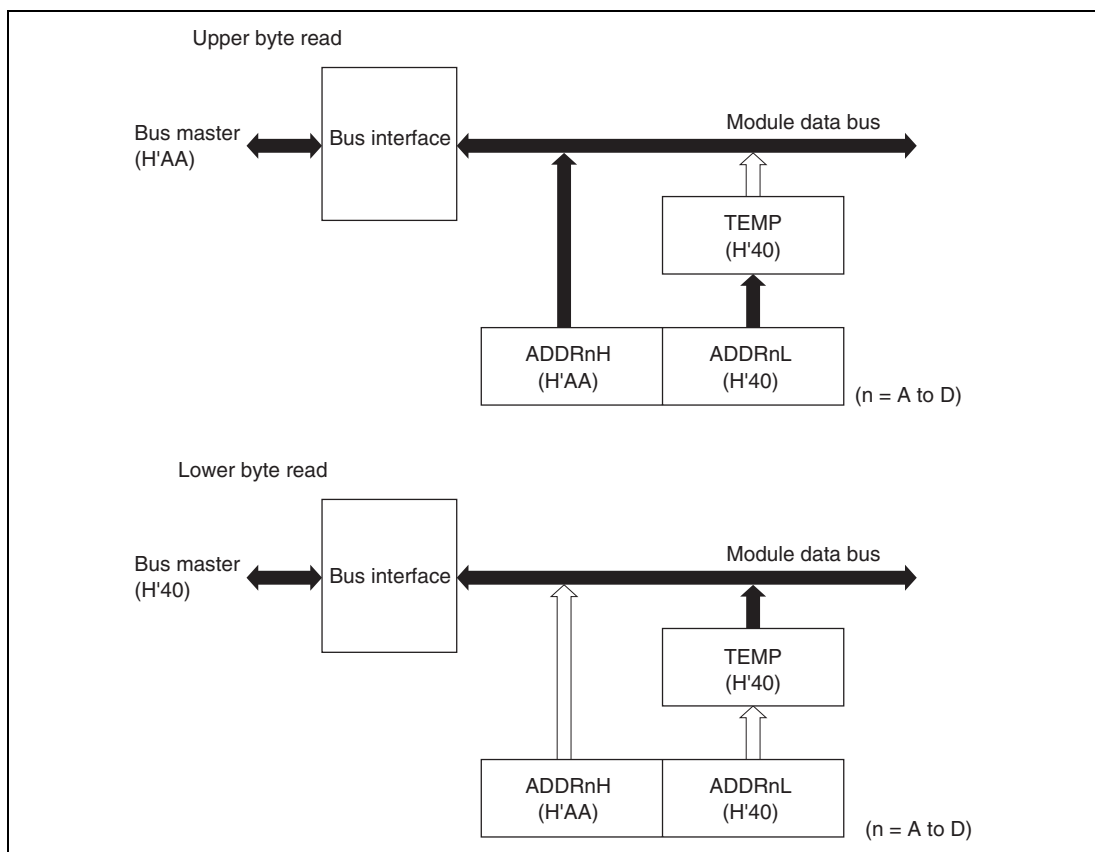 Upper byte read
Bus master
(H'AA)
Bus interface
Module data bus
TEMP
(H'40)
ADDRnH
(H'AA)
ADDRnL
(H'40)
(n = A to D)
Lower byte read
Bus master
(H'40)
Bus interface
Module data bus
TEMP
(H'40)
ADDRnH
(H'AA)
ADDRnL
(H'40)
(n = A to D)